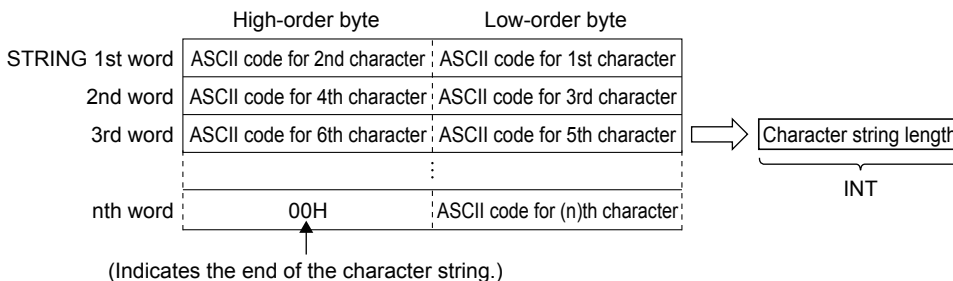 High-order byte Low-order byte
STRING 1st word ASCII code for 2nd character ASCII code for 1st character
2nd word ASCII code for 4th character ASCII code for 3rd character
3rd word ASCII code for 6th character ASCII code for 5th character Character string length
:
INT
nth word 00H ASCII code for (n)th character
(Indicates the end of the character string.)